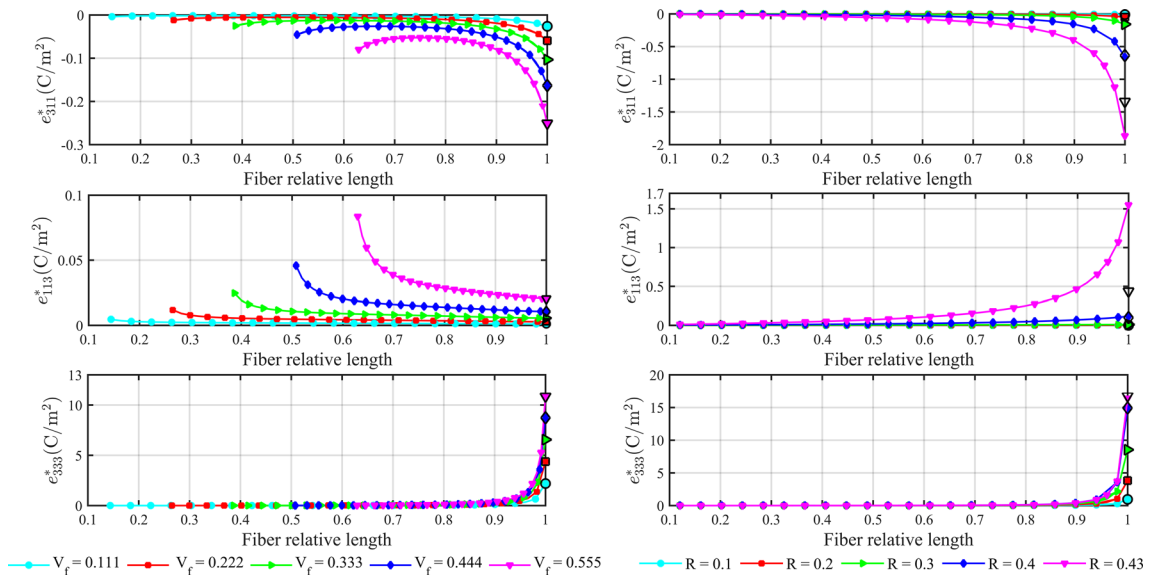 e*311(C/m²)
0
-0.1
-0.2
-0.3
0.1 0.2 0.3 0.4 0.5 0.6 0.7 0.8 0.9 1
Fiber relative length
e*311(C/m²)
0
-0.5
-1
-1.5
-2
0.1 0.2 0.3 0.4 0.5 0.6 0.7 0.8 0.9 1
Fiber relative length
e*113(C/m²)
0.1
0.05
0
0.1 0.2 0.3 0.4 0.5 0.6 0.7 0.8 0.9 1
Fiber relative length
e*113(C/m²)
1.7
1.5
1
0.5
0
0.1 0.2 0.3 0.4 0.5 0.6 0.7 0.8 0.9 1
Fiber relative length
e*333(C/m²)
13
10
5
0
0.1 0.2 0.3 0.4 0.5 0.6 0.7 0.8 0.9 1
Fiber relative length
e*333(C/m²)
20
15
10
5
0
0.1 0.2 0.3 0.4 0.5 0.6 0.7 0.8 0.9 1
Fiber relative length
Vf = 0.111 Vf = 0.222 Vf = 0.333 Vf = 0.444 Vf = 0.555
R = 0.1 R = 0.2 R = 0.3 R = 0.4 R = 0.43